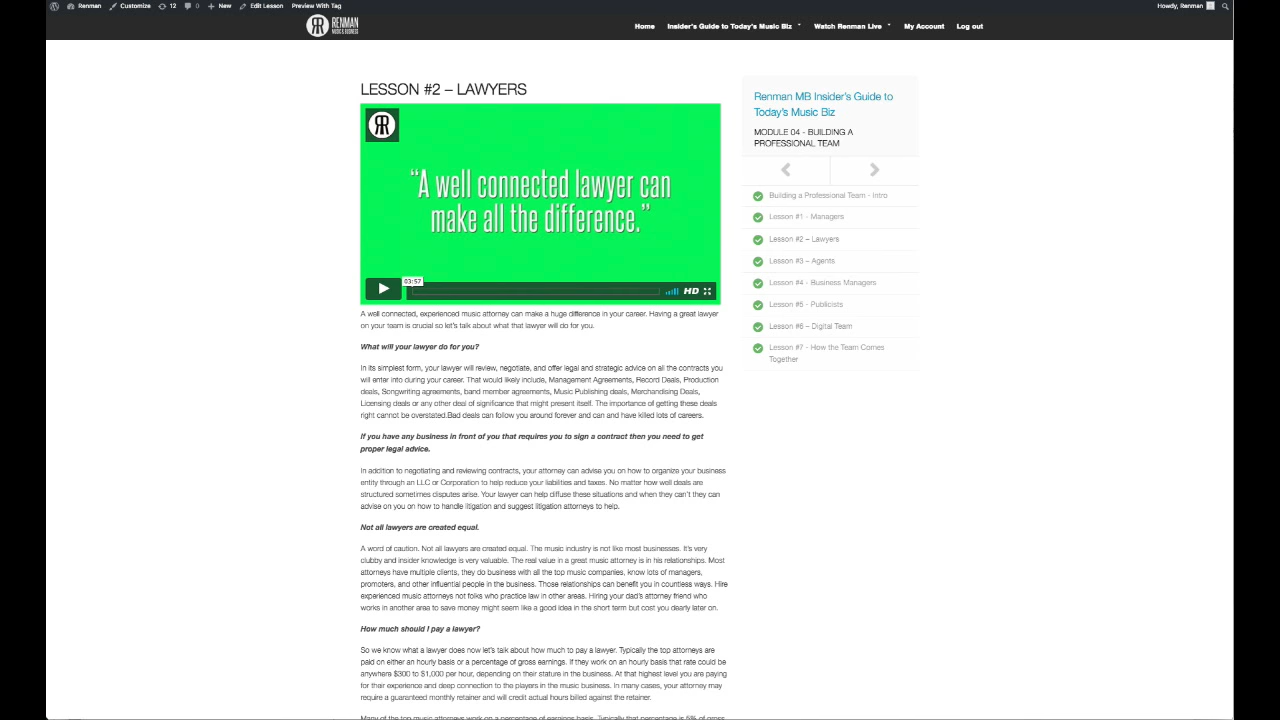 Renman Customize 12 0 New Edit Lesson Preview With Tag Howdy, Renman
RENMAN
MUSIC & BUSINESS
Home Insider's Guide to Today's Music Biz Watch Renman Live My Account Log out
LESSON #2 – LAWYERS
"A well connected lawyer can
make all the difference."
03:57
HD
A well connected, experienced music attorney can make a huge difference in your career. Having a great lawyer
on your team is crucial so let's talk about what that lawyer will do for you.
What will your lawyer do for you?
In its simplest form, your lawyer will review, negotiate, and offer legal and strategic advice on all the contracts you
will enter into during your career. That would likely include, Management Agreements, Record Deals, Production
deals, Songwriting agreements, band member agreements, Music Publishing deals, Merchandising Deals,
Licensing deals or any other deal of significance that might present itself. The importance of getting these deals
right cannot be overstated.Bad deals can follow you around forever and can and have killed lots of careers.
If you have any business in front of you that requires you to sign a contract then you need to get
proper legal advice.
In addition to negotiating and reviewing contracts, your attorney can advise you on how to organize your business
entity through an LLC or Corporation to help reduce your liabilities and taxes. No matter how well deals are
structured sometimes disputes arise. Your lawyer can help diffuse these situations and when they can't they can
advise on you on how to handle litigation and suggest litigation attorneys to help.
Not all lawyers are created equal.
A word of caution. Not all lawyers are created equal. The music industry is not like most businesses. It's very
clubby and insider knowledge is very valuable. The real value in a great music attorney is in his relationships. Most
attorneys have multiple clients, they do business with all the top music companies, know lots of managers,
promoters, and other influential people in the business. Those relationships can benefit you in countless ways. Hire
experienced music attorneys not folks who practice law in other areas. Hiring your dad's attorney friend who
works in another area to save money might seem like a good idea in the short term but cost you dearly later on.
How much should I pay a lawyer?
So we know what a lawyer does now let's talk about how much to pay a lawyer. Typically the top attorneys are
paid on either an hourly basis or a percentage of gross earnings. If they work on an hourly basis that rate could be
anywhere $300 to $1,000 per hour, depending on their stature in the business. At that highest level you are paying
for their experience and deep connection to the players in the music business. In many cases, your attorney may
require a guaranteed monthly retainer and will credit actual hours billed against the retainer.
Many of the top music attorneys work on a percentage of earnings basis. Typically that percentage is 5% of gross
Renman MB Insider's Guide to
Today's Music Biz
MODULE 04 - BUILDING A
PROFESSIONAL TEAM
Building a Professional Team - Intro
Lesson #1 - Managers
Lesson #2 – Lawyers
Lesson #3 – Agents
Lesson #4 - Business Managers
Lesson #5 - Publicists
Lesson #6 – Digital Team
Lesson #7 - How the Team Comes
Together